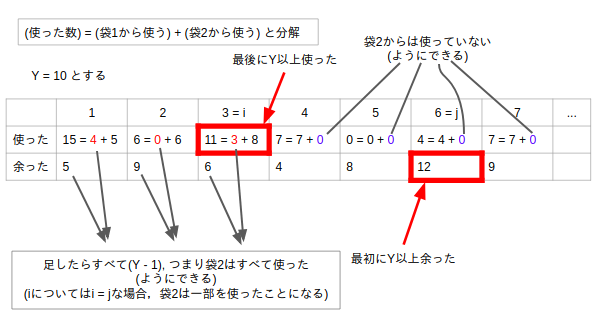 (使った数) = (袋1から使う) + (袋2から使う) と分解
袋2からは使っていない
(ようにできる)
最後にY以上使った
Y = 10 とする
1 2 3 = i 4 5 6 = j 7 ...
使った 15 = 4 + 5 6 = 0 + 6 11 = 3 + 8 7 = 7 + 0 0 = 0 + 0 4 = 4 + 0 7 = 7 + 0
余った 5 9 6 4 8 12 9
最初にY以上余った
足したらすべて(Y - 1), つまり袋2はすべて使った
(ようにできる)
(iについてはi = jな場合，袋2は一部を使ったことになる)